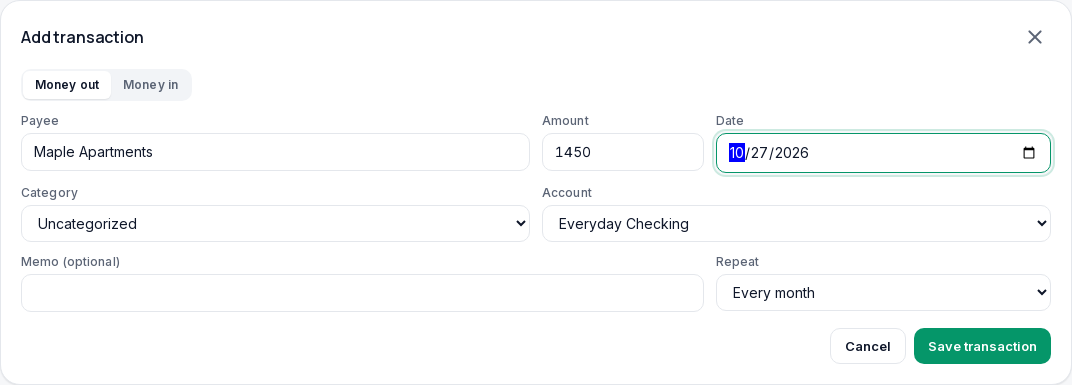 Add transaction
Money out Money in
Payee Amount Date
Maple Apartments 1450 10/27/2026
Category Account
Uncategorized Everyday Checking
Memo (optional) Repeat
Every month
Cancel Save transaction